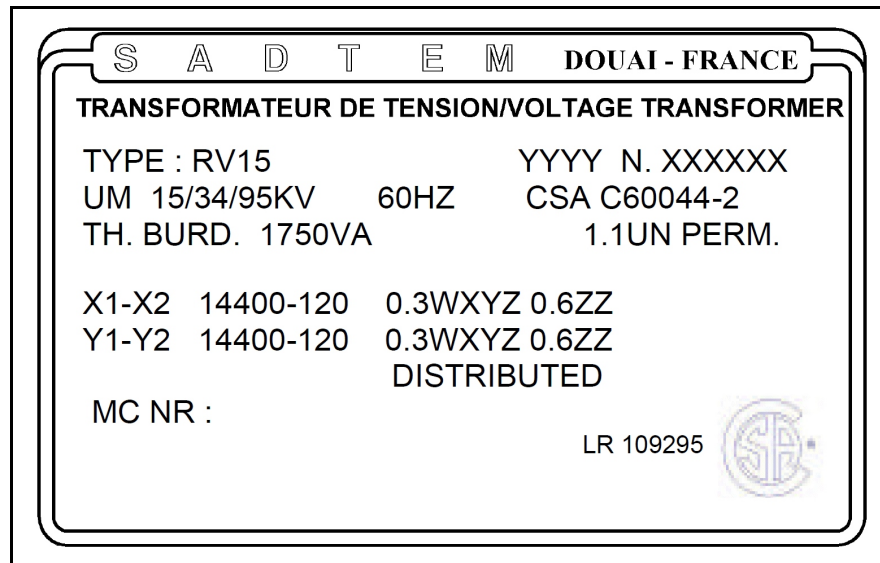 SADTEM DOUAI - FRANCE
TRANSFORMATEUR DE TENSION/VOLTAGE TRANSFORMER
TYPE : RV15 YYYY N. XXXXXX
UM 15/34/95KV 60HZ CSA C60044-2
TH. BURD. 1750VA 1.1UN PERM.
X1-X2 14400-120 0.3WXYZ 0.6ZZ
Y1-Y2 14400-120 0.3WXYZ 0.6ZZ
DISTRIBUTED
MC NR :
LR 109295